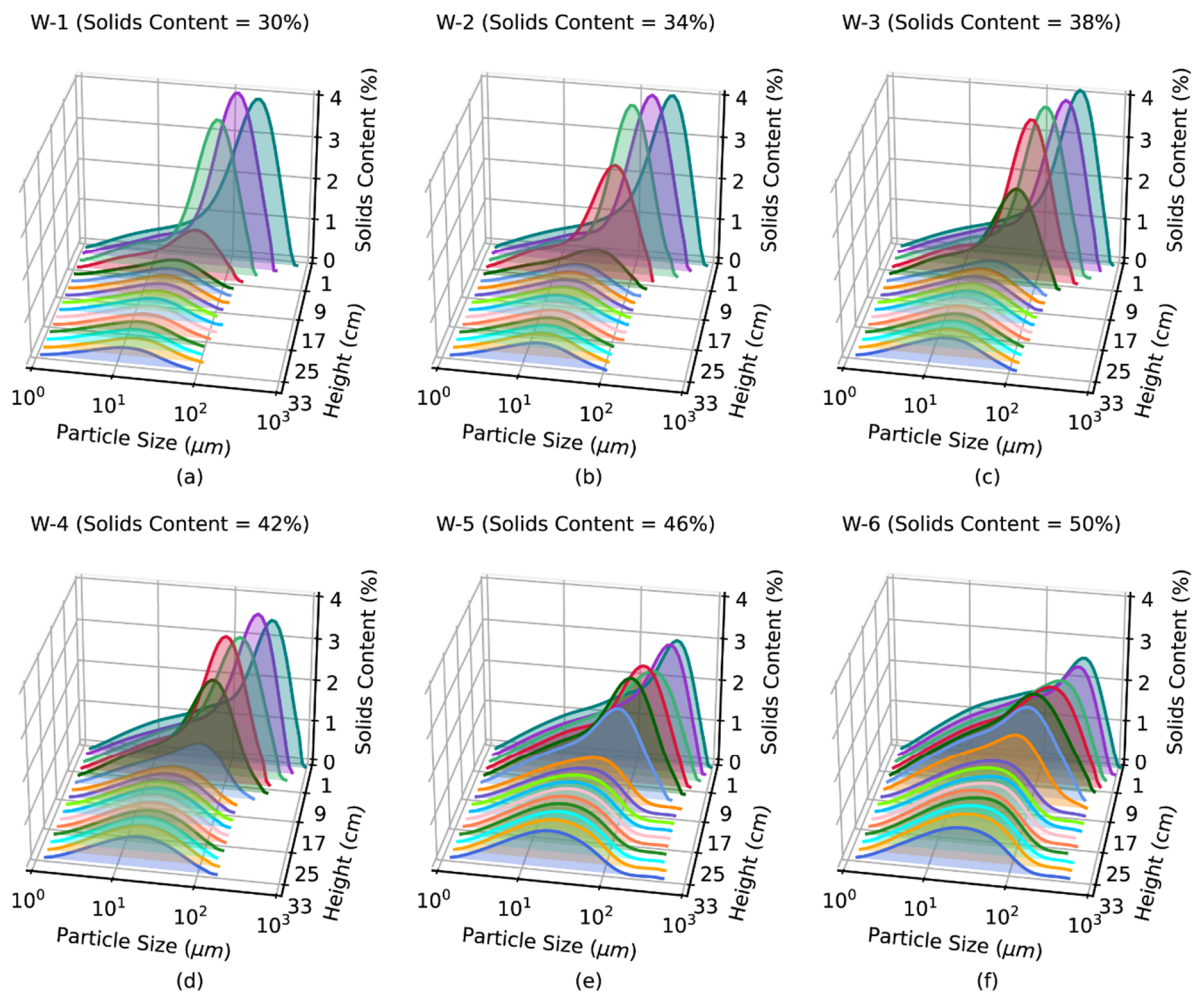 W-1 (Solids Content = 30%)
W-2 (Solids Content = 34%)
W-3 (Solids Content = 38%)
4
3
2
1
0
Solids Content (%)
1
9
17
25
33
Height (cm)
10⁰
10¹
10²
10³
Particle Size (μm)
(a)
4
3
2
1
0
Solids Content (%)
1
9
17
25
33
Height (cm)
10⁰
10¹
10²
10³
Particle Size (μm)
(b)
4
3
2
1
0
Solids Content (%)
1
9
17
25
33
Height (cm)
10⁰
10¹
10²
10³
Particle Size (μm)
(c)
W-4 (Solids Content = 42%)
W-5 (Solids Content = 46%)
W-6 (Solids Content = 50%)
4
3
2
1
0
Solids Content (%)
1
9
17
25
33
Height (cm)
10⁰
10¹
10²
10³
Particle Size (μm)
(d)
4
3
2
1
0
Solids Content (%)
1
9
17
25
33
Height (cm)
10⁰
10¹
10²
10³
Particle Size (μm)
(e)
4
3
2
1
0
Solids Content (%)
1
9
17
25
33
Height (cm)
10⁰
10¹
10²
10³
Particle Size (μm)
(f)